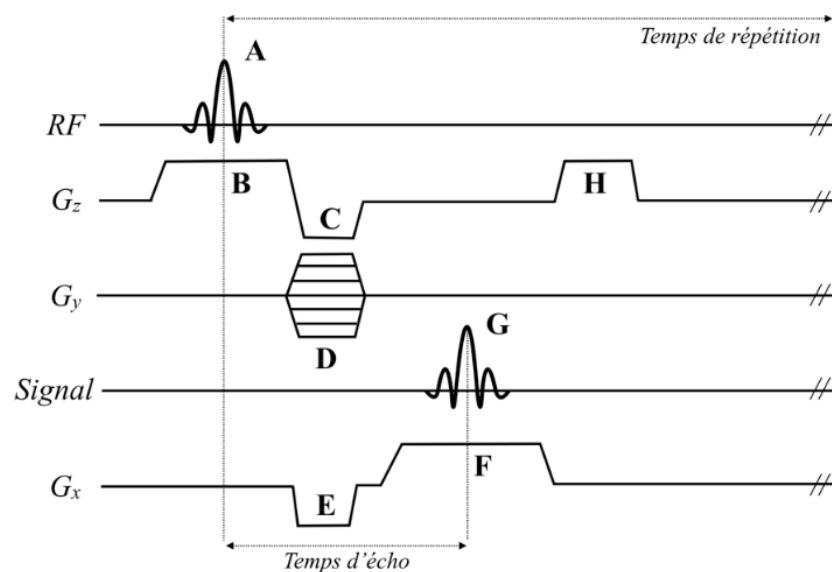 Temps de répétition
A
RF
B
H
Gz
C
Gy
D
G
Signal
F
Gx
E
Temps d'écho